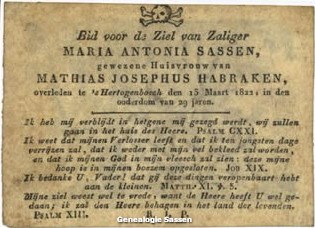 Bid voor de Ziel van Zaliger
MARIA ANTONIA SASSEN,
gewezene Huisvrouw van
MATHIAS JOSEPHUS HABRAKEN,
overleden te 's Hertogenbosch den 15 Maart 1821, in den
ouderdom van 29 jaren.
Ik heb mij verblijdt in hetgene mij gezegd werdt, wij zullen
gaan in het huis des Heere. PSALM CXXI.
Ik weet dat mijnen Verlosser leeft en dat ik ten jongsten dage
verrijzen zal, dat ik weder met mijn vel bekleed zal worden,
en dat ik mijnen God in mijn vleesch zal zien: deze mijne
hoop is in mijnen boezem opgesloten. JOB XIX.
Ik bedanke U, Vader! dat gij deze dingen veropenbaart hebt
aan de kleinen. MATTH. XI.
Mijne ziel weest wel te vrede, want de Heere heeft U wel ge-
daan; ik zal den Heere behagen in het land der levenden.
PSALM
Genealogie Sassen